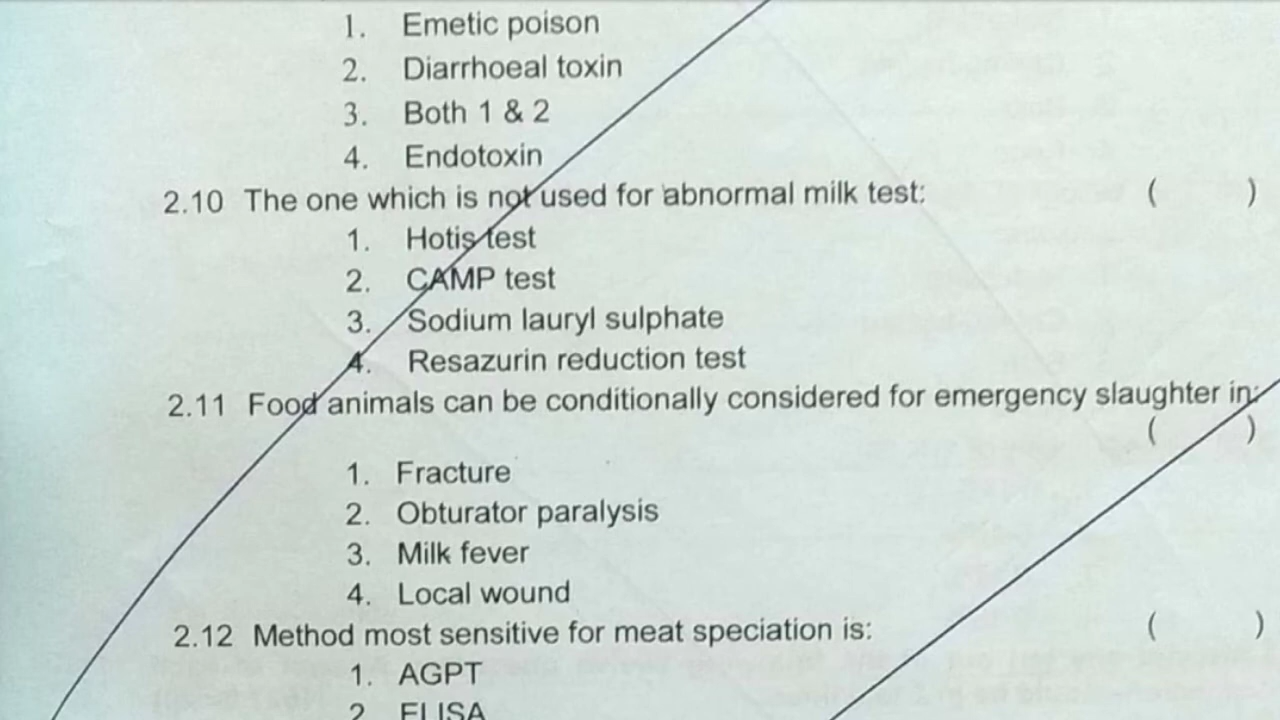 1. Emetic poison
2. Diarrhoeal toxin
3. Both 1 & 2
4. Endotoxin
2.10 The one which is not used for abnormal milk test: ( )
1. Hotis test
2. CAMP test
3. Sodium lauryl sulphate
4. Resazurin reduction test
2.11 Food animals can be conditionally considered for emergency slaughter in:
( )
1. Fracture
2. Obturator paralysis
3. Milk fever
4. Local wound
2.12 Method most sensitive for meat speciation is: ( )
1. AGPT
2. ELISA